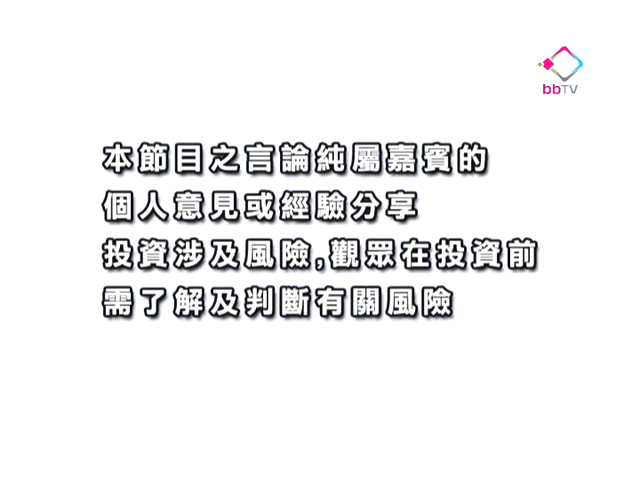 bbTV
本節目之言論純屬嘉賓的
個人意見或經驗分享
投資涉及風險,觀眾在投資前
需了解及判斷有關風險